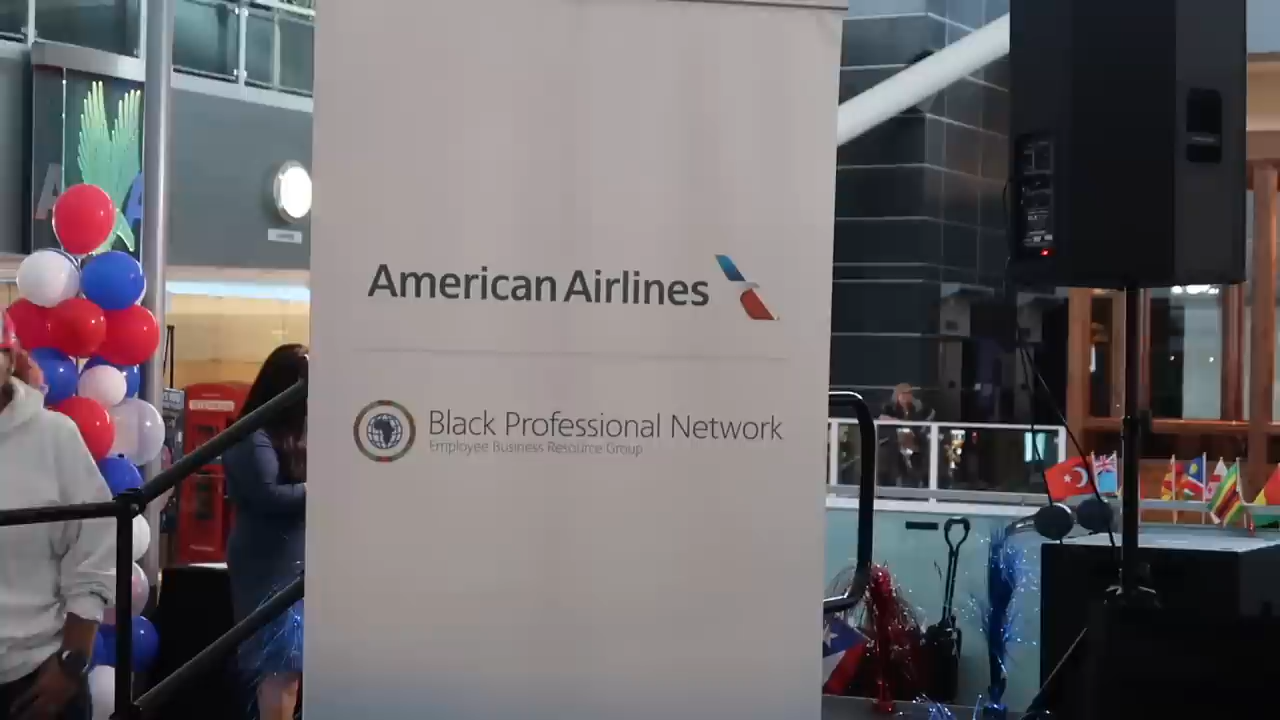 American Airlines
Black Professional Network
Employee Business Resource Group